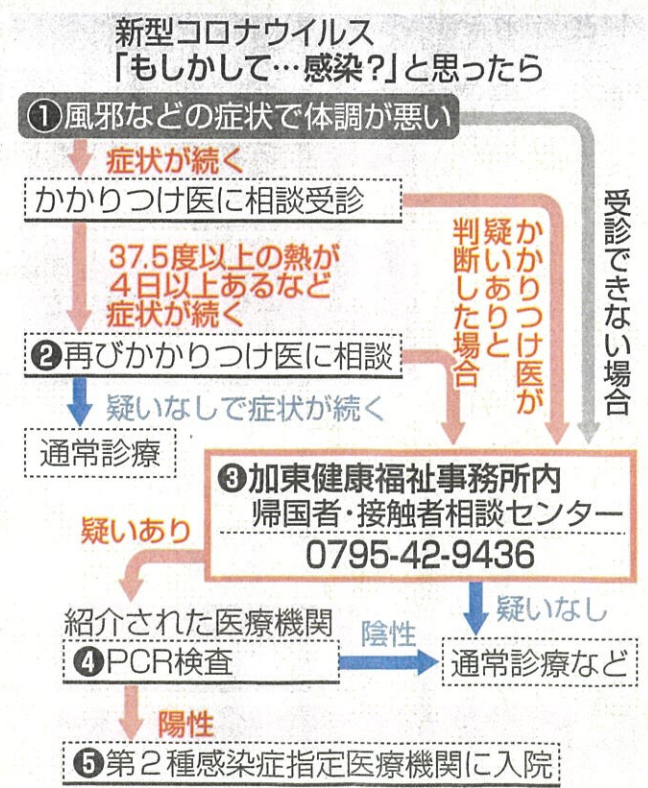 新型コロナウイルス
「もしかして…感染?」と思ったら
❶風邪などの症状で体調が悪い
症状が続く
かかりつけ医に相談受診
37.5度以上の熱が
4日以上あるなど
症状が続く
かかりつけ医が
疑いありと
判断した場合
受診できない場合
❷再びかかりつけ医に相談
疑いなしで症状が続く
通常診療
❸加東健康福祉事務所内
帰国者・接触者相談センター
0795-42-9436
疑いあり
疑いなし
紹介された医療機関
❹PCR検査
陰性
通常診療など
陽性
❺第2種感染症指定医療機関に入院